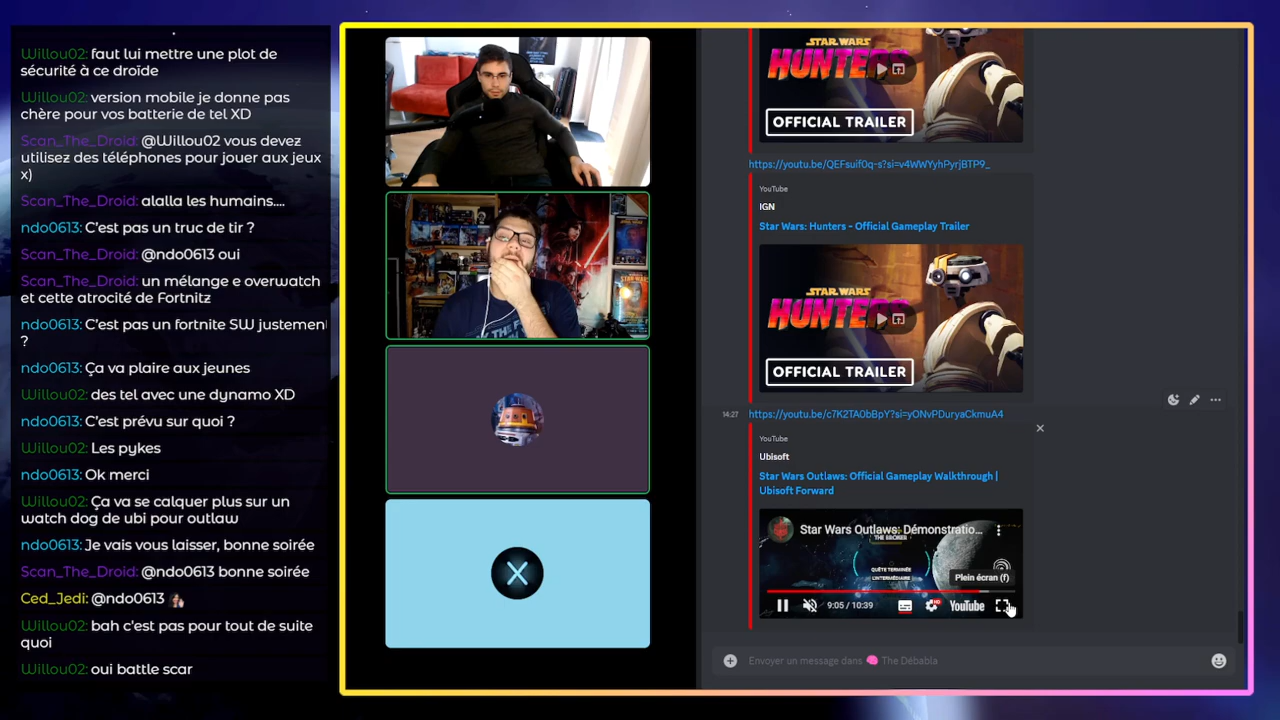 Willou02: faut lui mettre une plot de
sécurité à ce droïde
Willou02: version mobile je donne pas
chère pour vos batterie de tel XD
Scan_The_Droid: @Willou02 vous devez
utilisez des téléphones pour jouer aux jeux
x)
Scan_The_Droid: alalla les humains....
ndo0613: C'est pas un truc de tir ?
Scan_The_Droid: @ndo0613 oui
Scan_The_Droid: un mélange e overwatch
et cette atrocité de Fortnitz
ndo0613: C'est pas un fortnite SW justement
?
ndo0613: Ça va plaire aux jeunes
Willou02: des tel avec une dynamo XD
ndo0613: C'est prévu sur quoi ?
Willou02: Les pykes
ndo0613: Ok merci
Willou02: Ça va se calquer plus sur un
watch dog de ubi pour outlaw
ndo0613: Je vais vous laisser, bonne soirée
Scan_The_Droid: @ndo0613 bonne soirée
Ced_Jedi: @ndo0613
Willou02: bah c'est pas pour tout de suite
quoi
Willou02: oui battle scar
X
STAR WARS
HUNTERS
OFFICIAL TRAILER
https://youtu.be/QEFsuif0q-s?si=v4WWYyhPyrjBTP9_
YouTube
IGN
Star Wars: Hunters - Official Gameplay Trailer
STAR WARS
HUNTERS
OFFICIAL TRAILER
14:27 https://youtu.be/c7K2TA0bBpY?si=yONvPDuryaCkmuA4
YouTube
Ubisoft
Star Wars Outlaws: Official Gameplay Walkthrough |
Ubisoft Forward
Star Wars Outlaws: Démonstratio...
THE BROKER
QUÊTE TERMINÉE
L'INTERMÉDIAIRE
Plein écran (f)
9:05 / 10:39
HD
YouTube
Envoyer un message dans 🧠 The Débabla